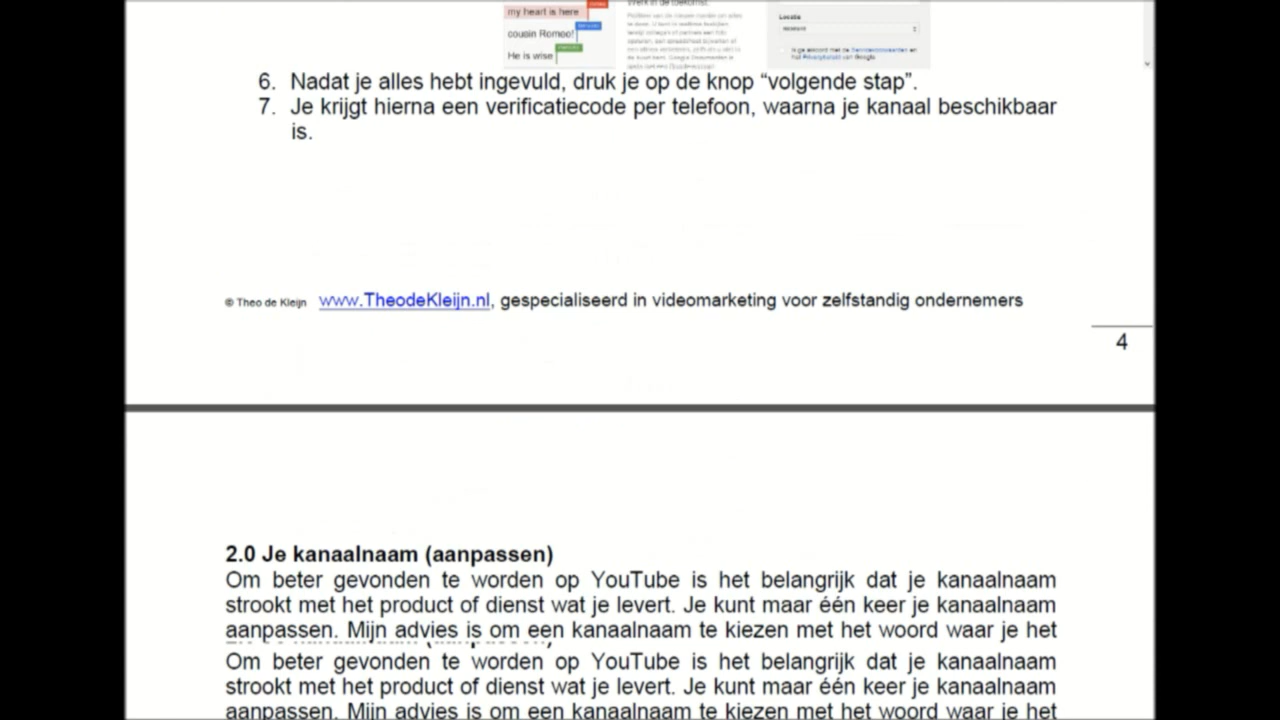 my heart is here
cousin Romeo!
He is wise
Locatie
6. Nadat je alles hebt ingevuld, druk je op de knop “volgende stap”.
7. Je krijgt hierna een verificatiecode per telefoon, waarna je kanaal beschikbaar
is.
© Theo de Kleijn www.TheodeKleijn.nl, gespecialiseerd in videomarketing voor zelfstandig ondernemers
4
2.0 Je kanaalnaam (aanpassen)
Om beter gevonden te worden op YouTube is het belangrijk dat je kanaalnaam
strookt met het product of dienst wat je levert. Je kunt maar één keer je kanaalnaam
aanpassen. Mijn advies is om een kanaalnaam te kiezen met het woord waar je het
Om beter gevonden te worden op YouTube is het belangrijk dat je kanaalnaam
strookt met het product of dienst wat je levert. Je kunt maar één keer je kanaalnaam
aanpassen. Mijn advies is om een kanaalnaam te kiezen met het woord waar je het